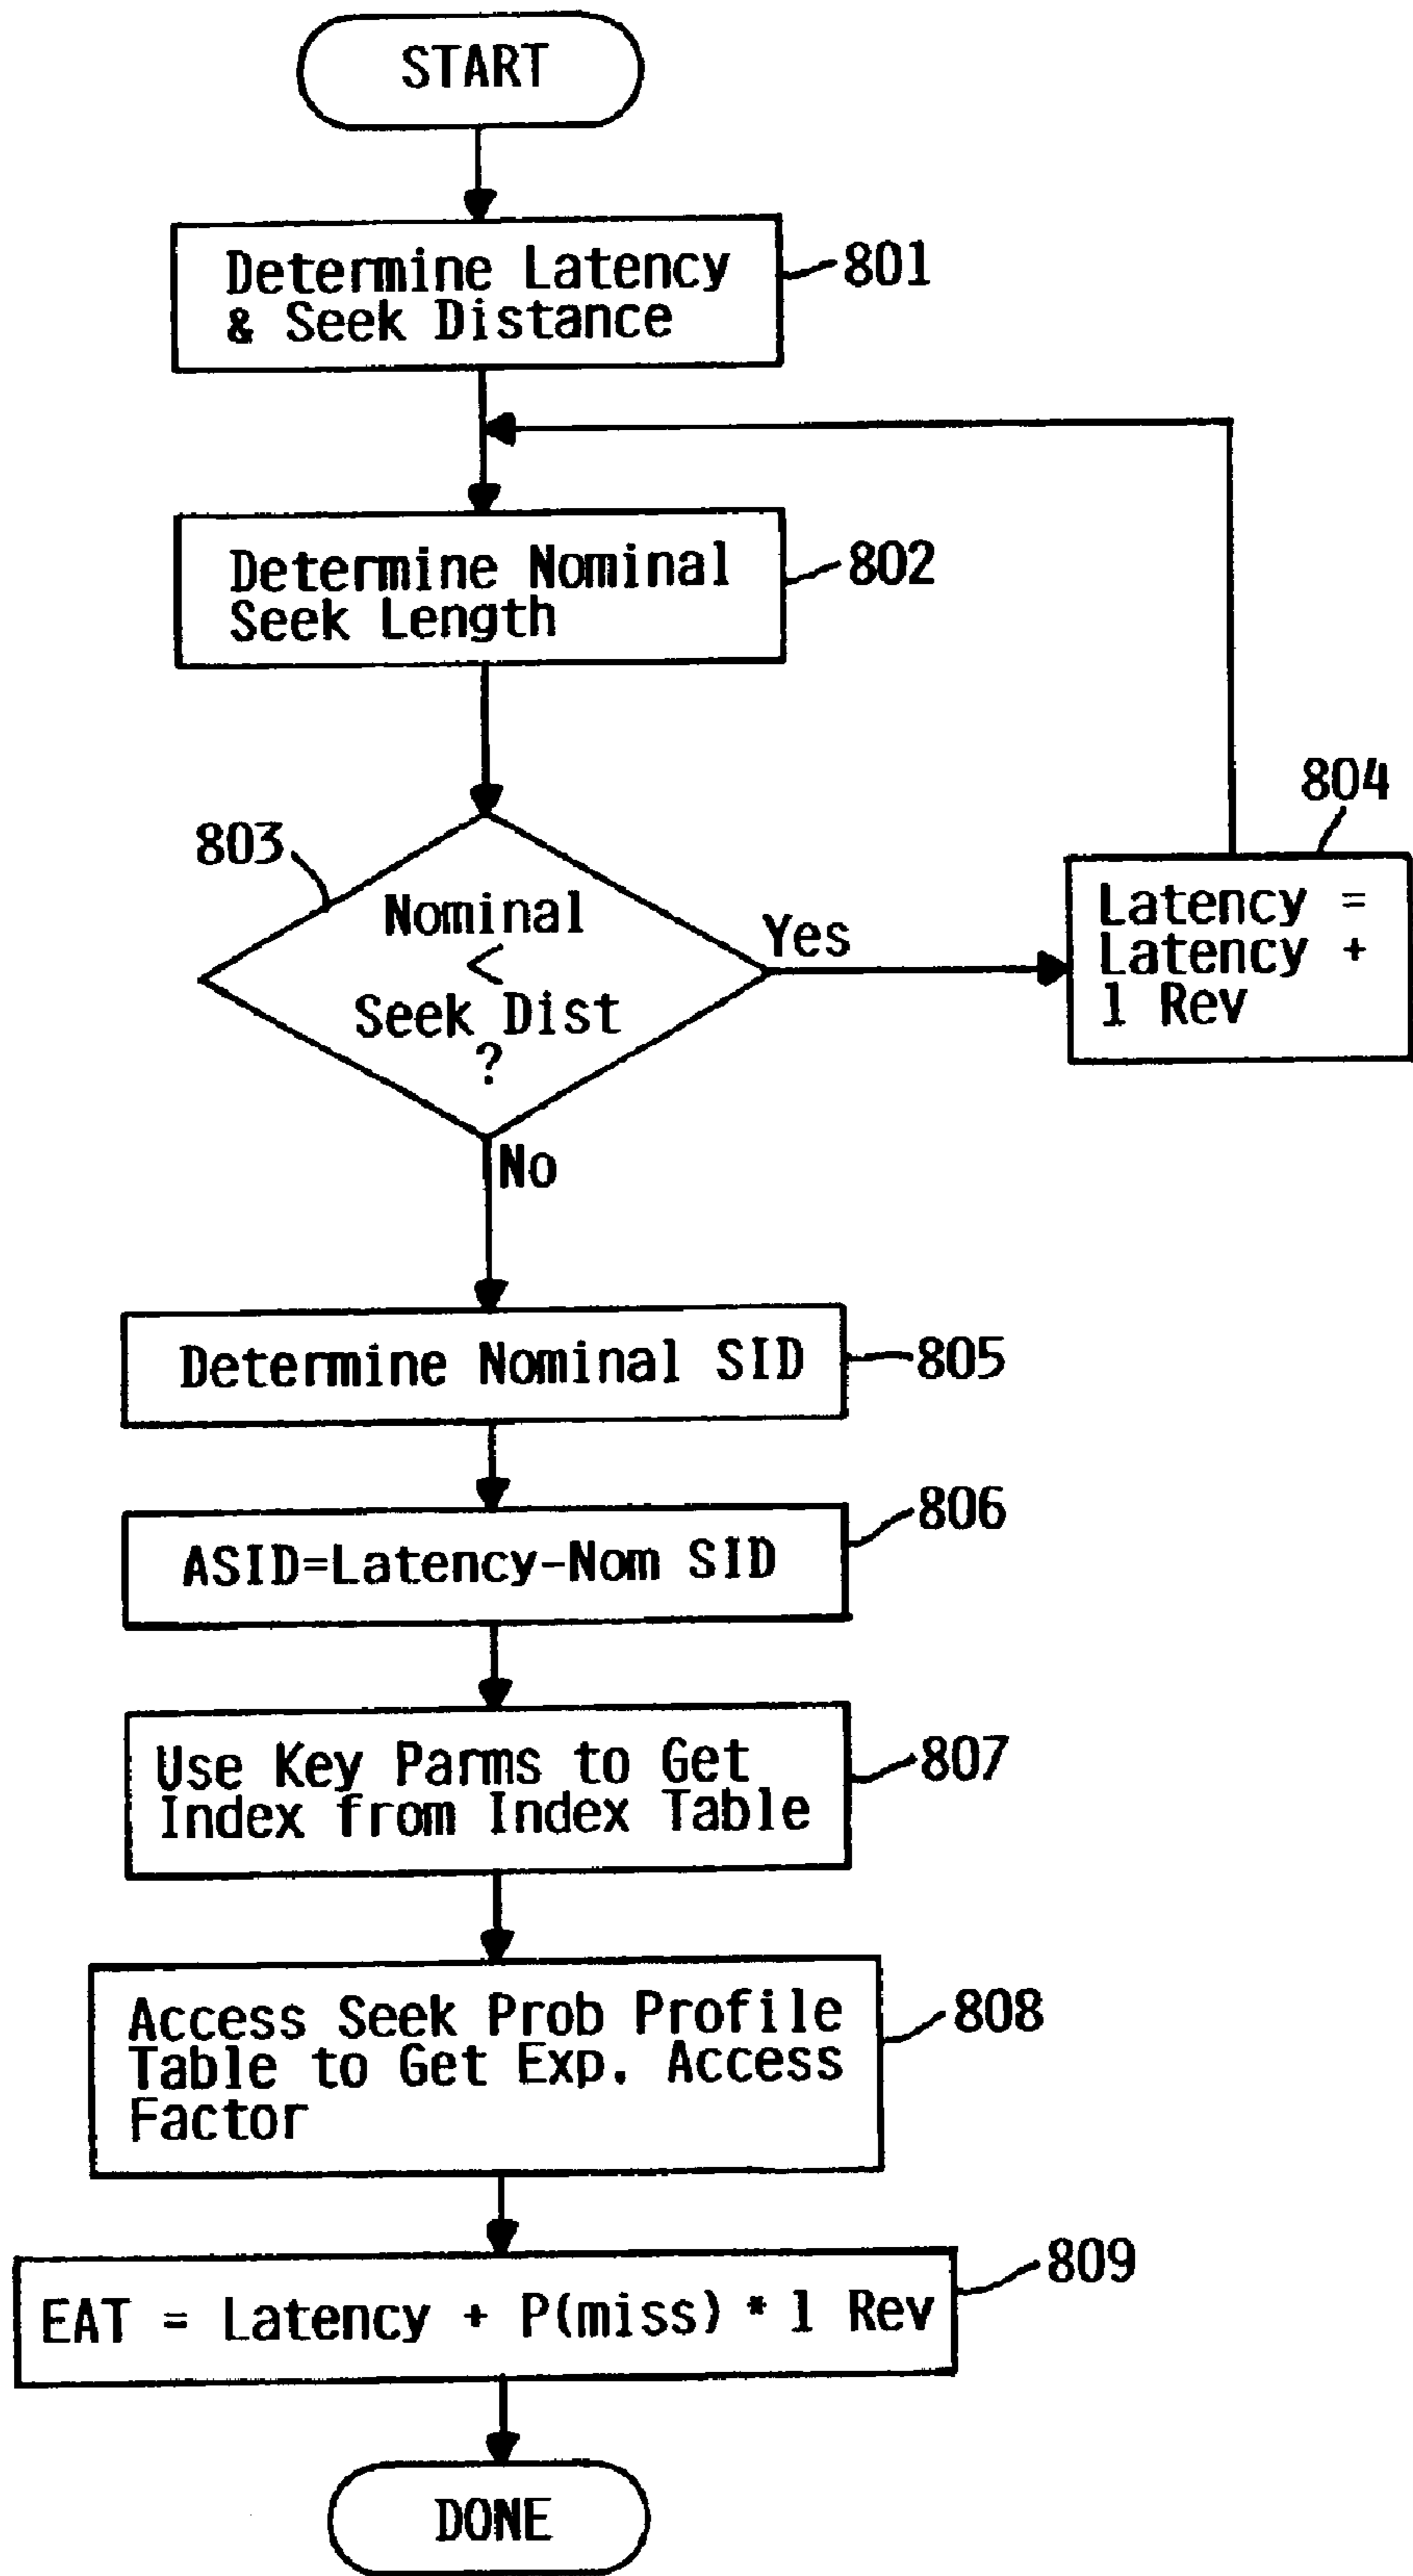 START
Determine Latency
& Seek Distance
801
Determine Nominal
Seek Length
802
803
Nominal
<
Seek Dist
?
Yes
804
Latency =
Latency +
1 Rev
No
Determine Nominal SID
805
ASID=Latency-Nom SID
806
Use Key Parms to Get
Index from Index Table
807
Access Seek Prob Profile
Table to Get Exp. Access
Factor
808
EAT = Latency + P(miss) * 1 Rev
809
DONE